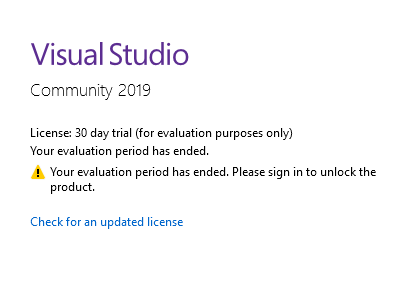 Visual Studio
Community 2019
License: 30 day trial (for evaluation purposes only)
Your evaluation period has ended.
Your evaluation period has ended. Please sign in to unlock the
product.
Check for an updated license